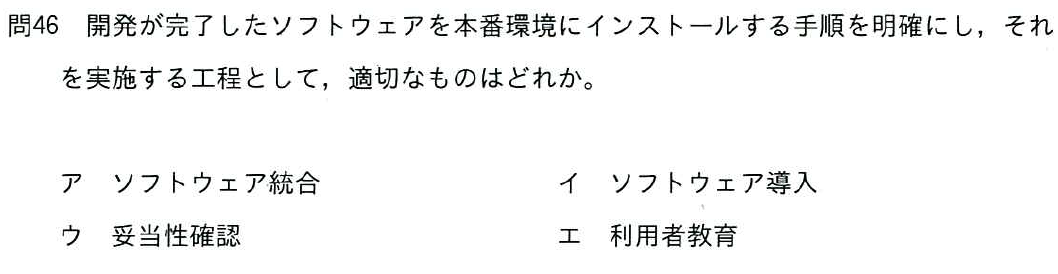 問46 開発が完了したソフトウェアを本番環境にインストールする手順を明確にし，それ
を実施する工程として，適切なものはどれか。
ア ソフトウェア統合 イ ソフトウェア導入
ウ 妥当性確認 エ 利用者教育